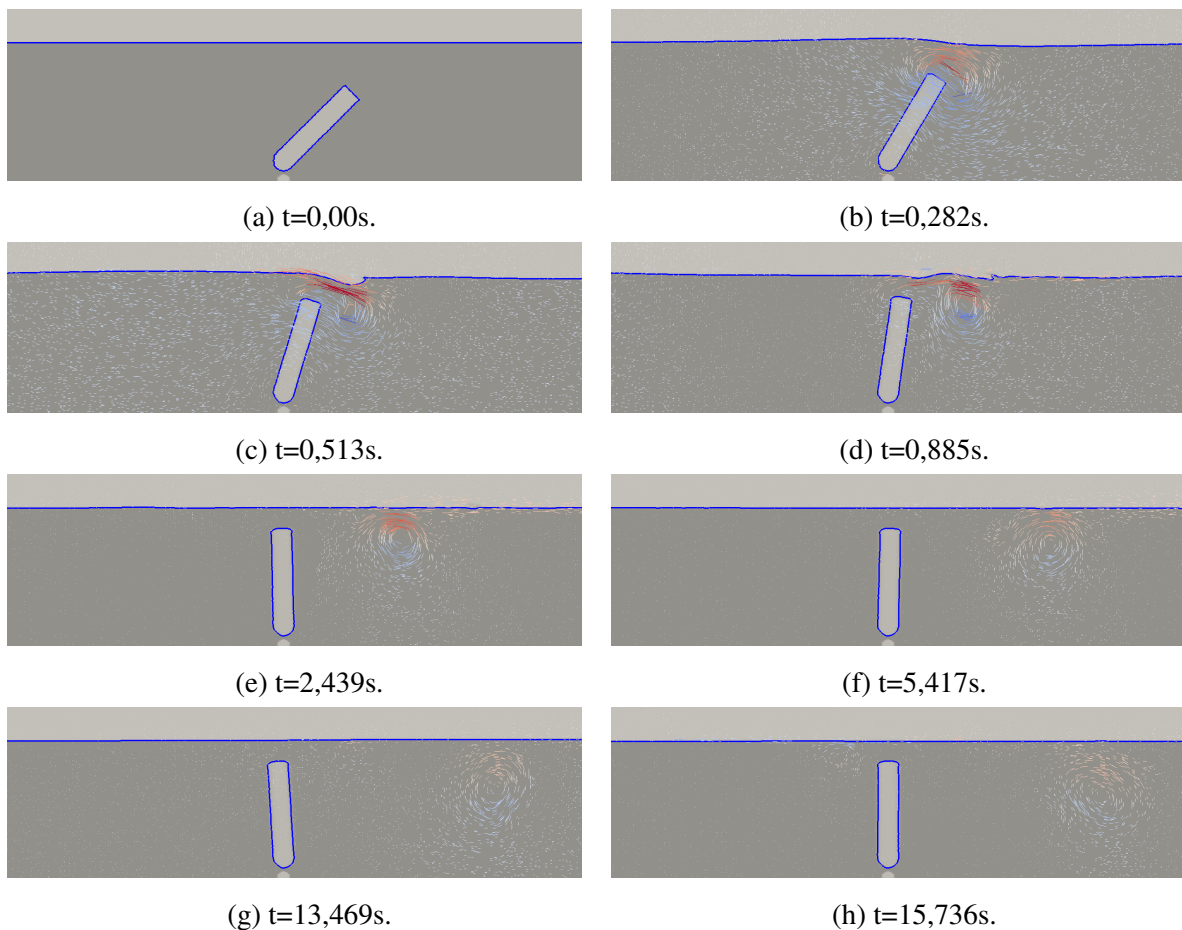 (a) t=0,00s.
(b) t=0,282s.
(c) t=0,513s.
(d) t=0,885s.
(e) t=2,439s.
(f) t=5,417s.
(g) t=13,469s.
(h) t=15,736s.